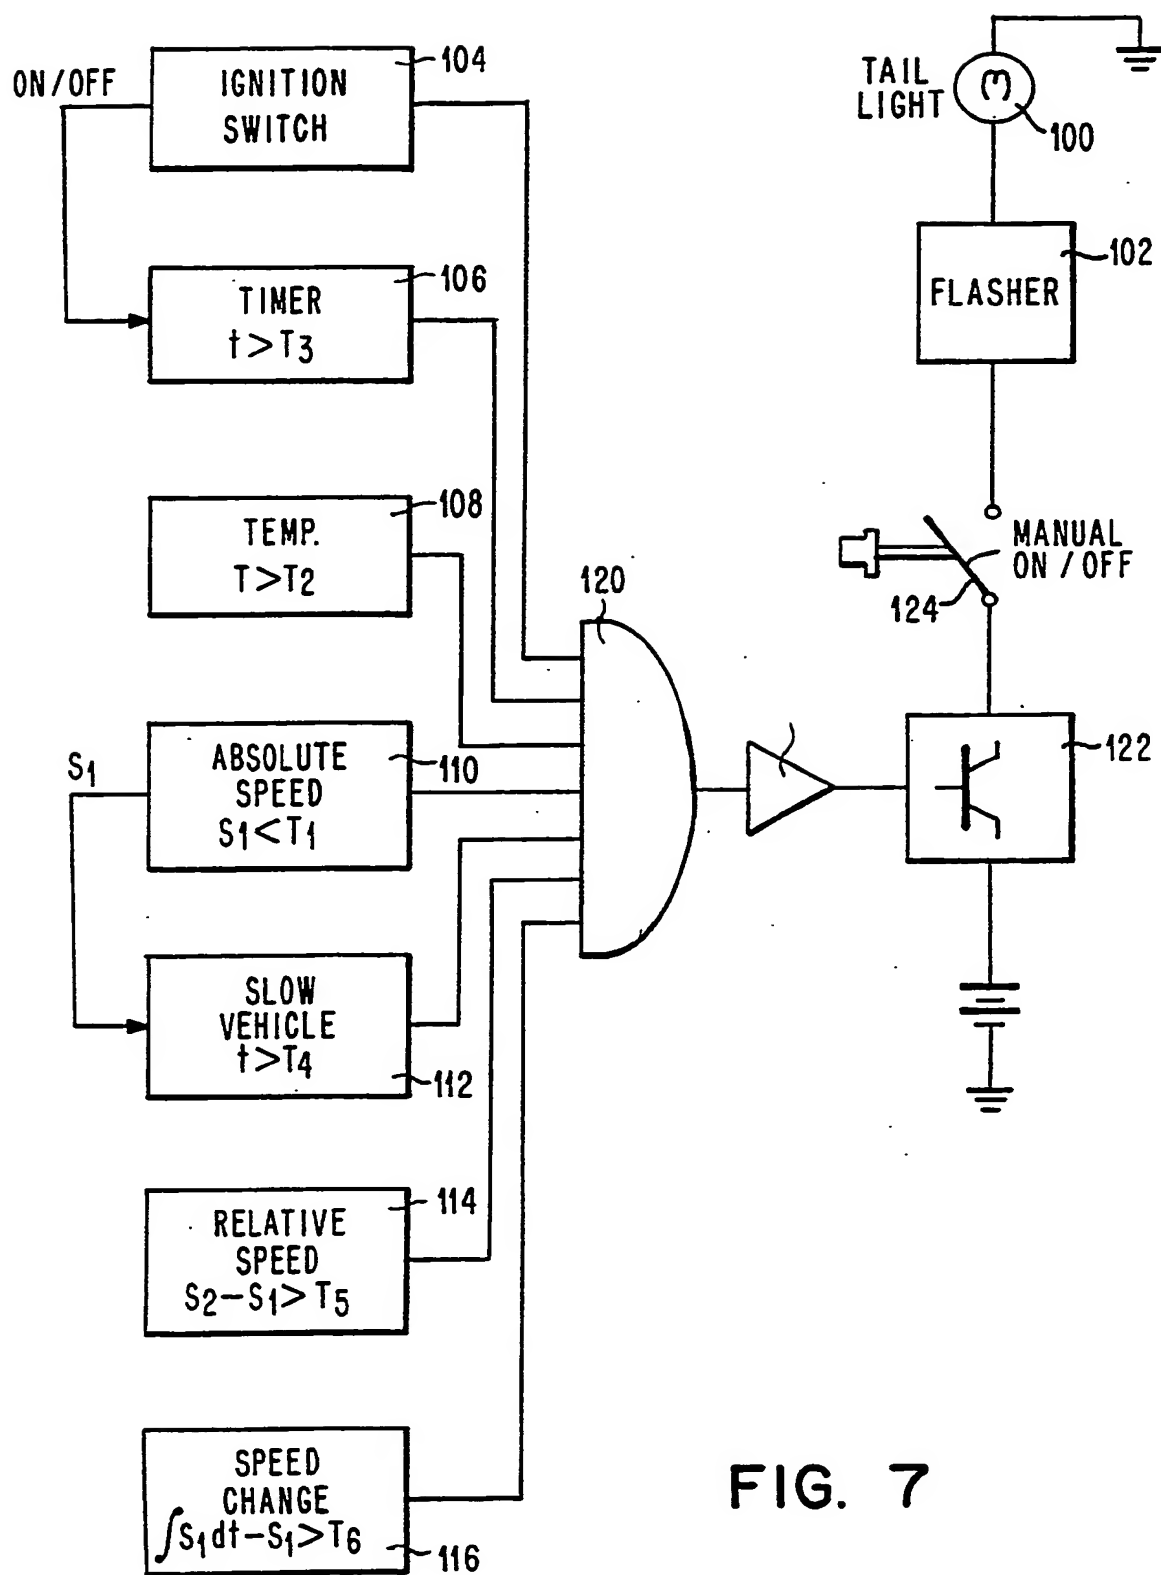 ON/OFF
IGNITION
SWITCH
104
TIMER
t>T3
106
TEMP.
T>T2
108
S1
ABSOLUTE
SPEED
S1<T1
110
SLOW
VEHICLE
t>T4
112
RELATIVE
SPEED
S2-S1>T5
114
SPEED
CHANGE
∫S1dt-S1>T6
116
120
TAIL
LIGHT
100
FLASHER
102
MANUAL
ON / OFF
124
122
FIG. 7